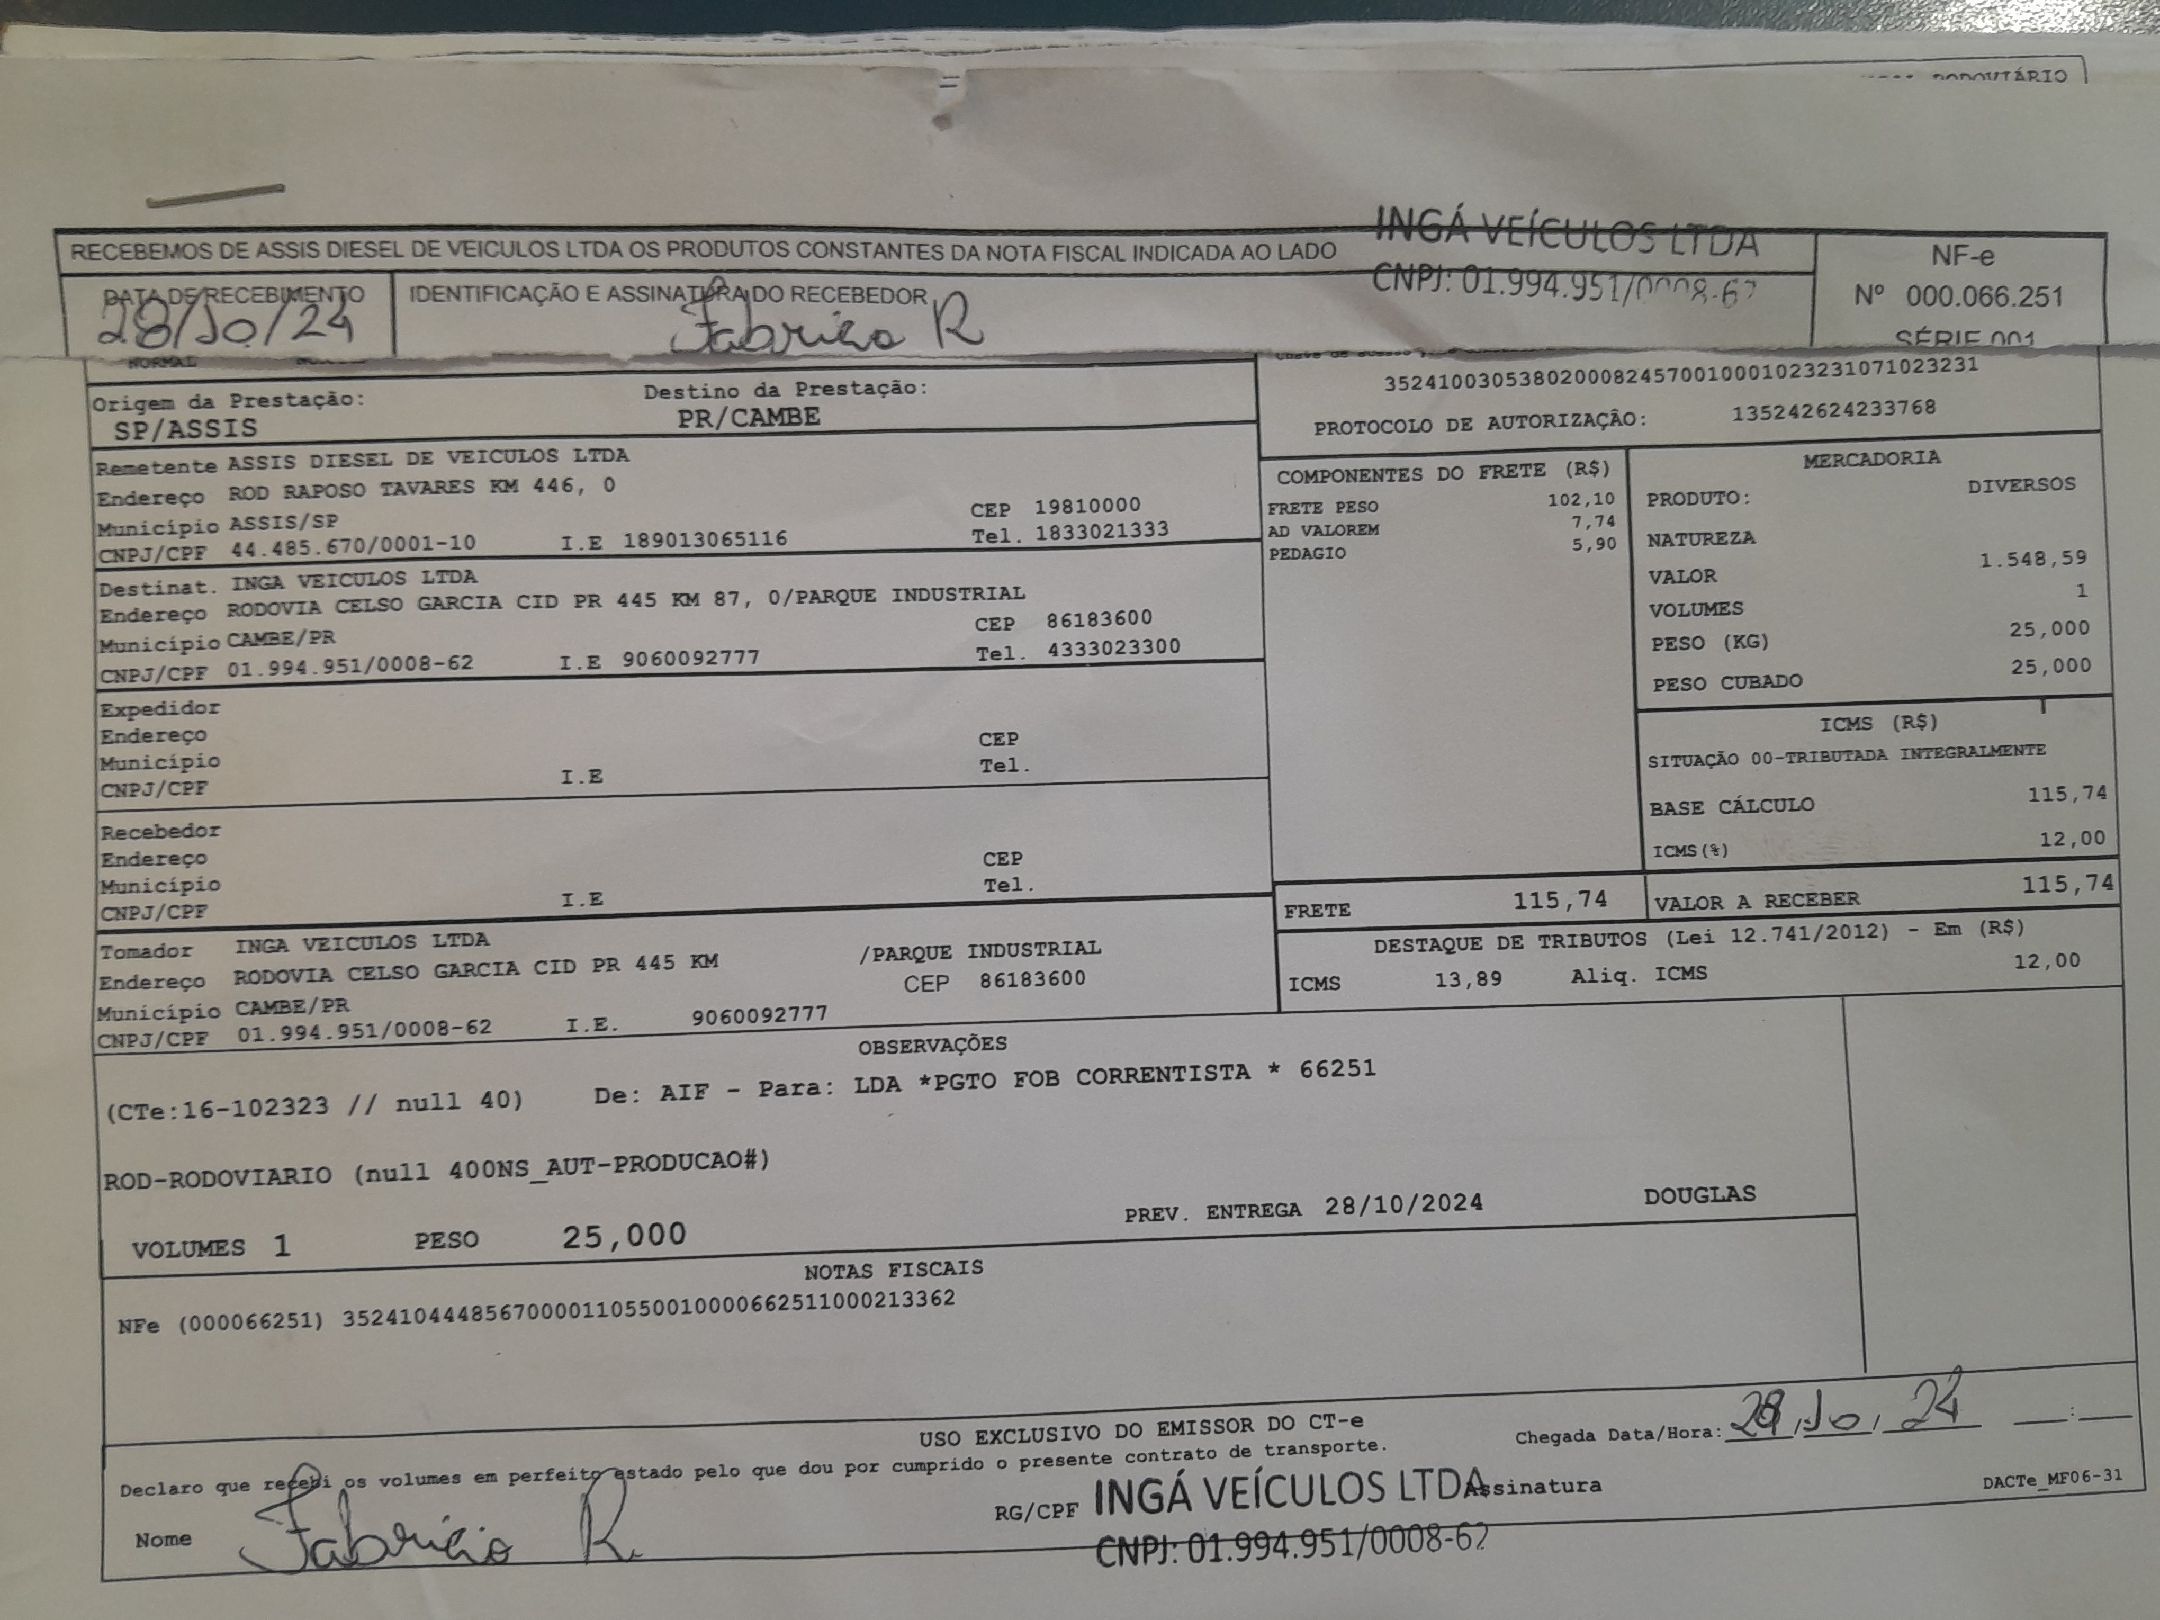 RODOVIÁRIO
INGÁ VEÍCULOS LTDA
CNPJ: 01.994.951/0008-62
RECEBEMOS DE ASSIS DIESEL DE VEICULOS LTDA OS PRODUTOS CONSTANTES DA NOTA FISCAL INDICADA AO LADO
NF-e
Nº 000.066.251
SÉRIE 001
DATA DE RECEBIMENTO
28/10/24
IDENTIFICAÇÃO E ASSINATURA DO RECEBEDOR
Fabricio R
NORMAL
Origem da Prestação:
SP/ASSIS
Destino da Prestação:
PR/CAMBE
35241003053802000824570010001023231071023231
PROTOCOLO DE AUTORIZAÇÃO: 135242624233768
Remetente ASSIS DIESEL DE VEICULOS LTDA
Endereço ROD RAPOSO TAVARES KM 446, 0
Município ASSIS/SP CEP 19810000
CNPJ/CPF 44.485.670/0001-10 I.E 189013065116 Tel. 1833021333
Destinat. INGA VEICULOS LTDA
Endereço RODOVIA CELSO GARCIA CID PR 445 KM 87, 0/PARQUE INDUSTRIAL
Município CAMBE/PR CEP 86183600
CNPJ/CPF 01.994.951/0008-62 I.E 9060092777 Tel. 4333023300
Expedidor
Endereço
Município CEP
CNPJ/CPF I.E Tel.
Recebedor
Endereço
Município CEP
CNPJ/CPF I.E Tel.
Tomador INGA VEICULOS LTDA
Endereço RODOVIA CELSO GARCIA CID PR 445 KM /PARQUE INDUSTRIAL
Município CAMBE/PR CEP 86183600
CNPJ/CPF 01.994.951/0008-62 I.E. 9060092777
COMPONENTES DO FRETE (R$)
FRETE PESO 102,10
AD VALOREM 7,74
PEDAGIO 5,90
MERCADORIA
PRODUTO: DIVERSOS
NATUREZA
VALOR 1.548,59
VOLUMES 1
PESO (KG) 25,000
PESO CUBADO 25,000
ICMS (R$)
SITUAÇÃO 00-TRIBUTADA INTEGRALMENTE
BASE CÁLCULO 115,74
ICMS(%) 12,00
FRETE 115,74 VALOR A RECEBER 115,74
DESTAQUE DE TRIBUTOS (Lei 12.741/2012) - Em (R$)
ICMS 13,89 Aliq. ICMS 12,00
OBSERVAÇÕES
(CTe:16-102323 // null 40) De: AIF - Para: LDA *PGTO FOB CORRENTISTA * 66251
ROD-RODOVIARIO (null 400NS_AUT-PRODUCAO#)
VOLUMES 1 PESO 25,000 PREV. ENTREGA 28/10/2024 DOUGLAS
NOTAS FISCAIS
NFe (000066251) 35241044485670000110550010000662511000213362
USO EXCLUSIVO DO EMISSOR DO CT-e
Declaro que recebi os volumes em perfeito estado pelo que dou por cumprido o presente contrato de transporte.
Chegada Data/Hora: 28,10,24 __:__
Nome Fabricio R.
RG/CPF INGÁ VEÍCULOS LTDA Assinatura
CNPJ: 01.994.951/0008-62
DACTe_MF06-31